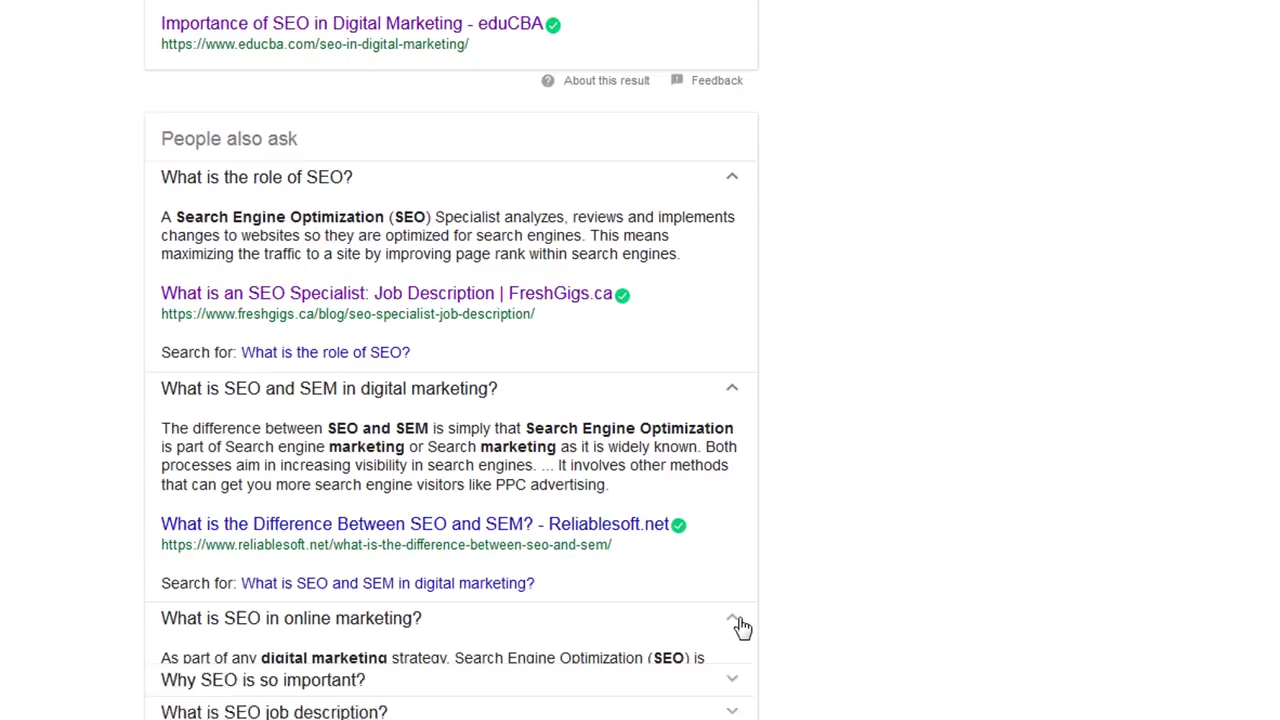 Importance of SEO in Digital Marketing - eduCBA
https://www.educba.com/seo-in-digital-marketing/
About this result Feedback
People also ask
What is the role of SEO?
A Search Engine Optimization (SEO) Specialist analyzes, reviews and implements
changes to websites so they are optimized for search engines. This means
maximizing the traffic to a site by improving page rank within search engines.
What is an SEO Specialist: Job Description | FreshGigs.ca
https://www.freshgigs.ca/blog/seo-specialist-job-description/
Search for: What is the role of SEO?
What is SEO and SEM in digital marketing?
The difference between SEO and SEM is simply that Search Engine Optimization
is part of Search engine marketing or Search marketing as it is widely known. Both
processes aim in increasing visibility in search engines. ... It involves other methods
that can get you more search engine visitors like PPC advertising.
What is the Difference Between SEO and SEM? - Reliablesoft.net
https://www.reliablesoft.net/what-is-the-difference-between-seo-and-sem/
Search for: What is SEO and SEM in digital marketing?
What is SEO in online marketing?
As part of any digital marketing strategy, Search Engine Optimization (SEO) is
Why SEO is so important?
What is SEO job description?